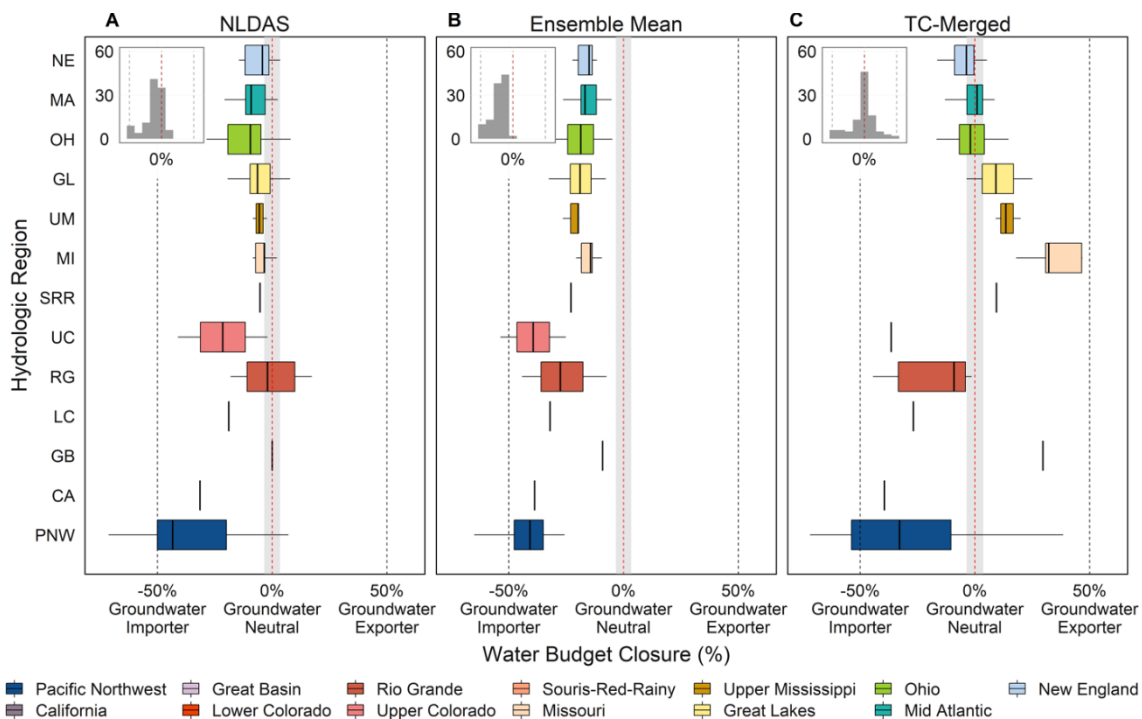 A NLDAS
B Ensemble Mean
C TC-Merged
Hydrologic Region
NE
MA
OH
GL
UM
MI
SRR
UC
RG
LC
GB
CA
PNW
60
30
0
0%
60
30
0
0%
60
30
0
0%
-50% 0% 50%
Groundwater Groundwater Groundwater
Importer Neutral Exporter
-50% 0% 50%
Groundwater Groundwater Groundwater
Importer Neutral Exporter
-50% 0% 50%
Groundwater Groundwater Groundwater
Importer Neutral Exporter
Water Budget Closure (%)
Pacific Northwest Great Basin Rio Grande Souris-Red-Rainy Upper Mississippi Ohio New England
California Lower Colorado Upper Colorado Missouri Great Lakes Mid Atlantic